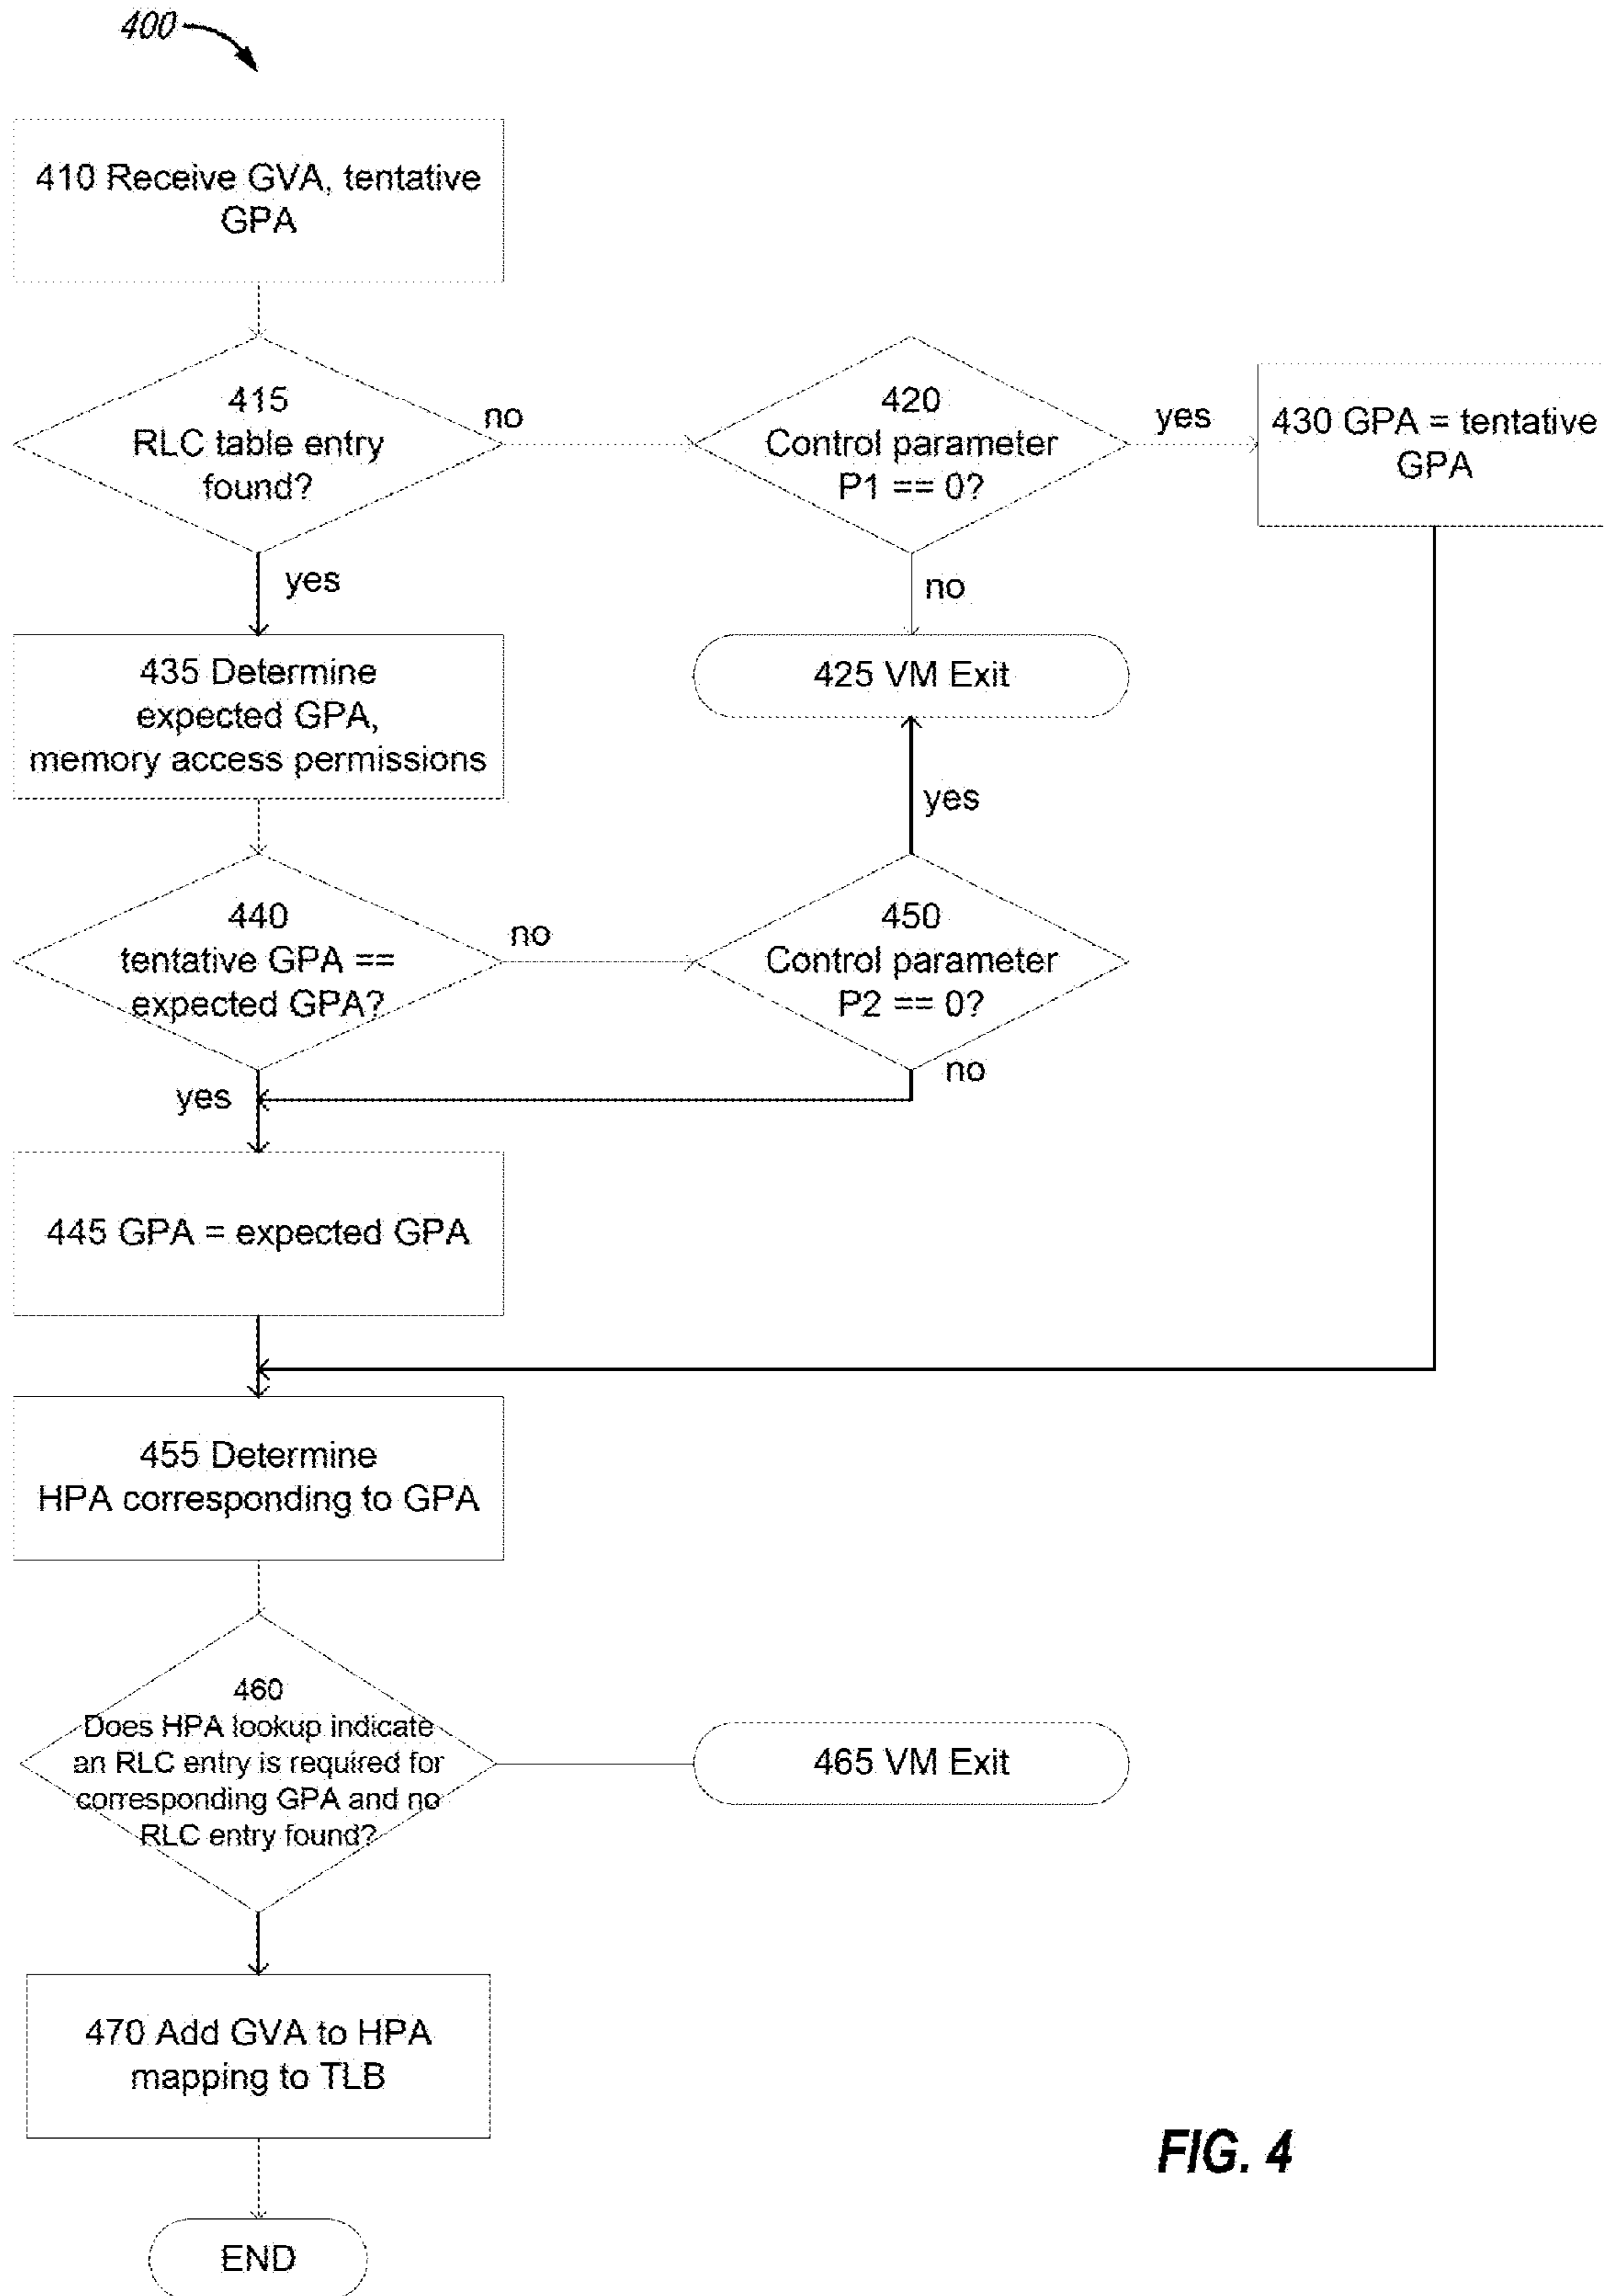 400
410 Receive GVA, tentative
GPA
415
RLC table entry
found?
no
420
Control parameter
P1 == 0?
yes
430 GPA = tentative
GPA
yes
no
435 Determine
expected GPA,
memory access permissions
425 VM Exit
yes
440
tentative GPA ==
expected GPA?
no
450
Control parameter
P2 == 0?
no
yes
445 GPA = expected GPA
455 Determine
HPA corresponding to GPA
460
Does HPA lookup indicate
an RLC entry is required for
corresponding GPA and no
RLC entry found?
465 VM Exit
470 Add GVA to HPA
mapping to TLB
FIG. 4
END